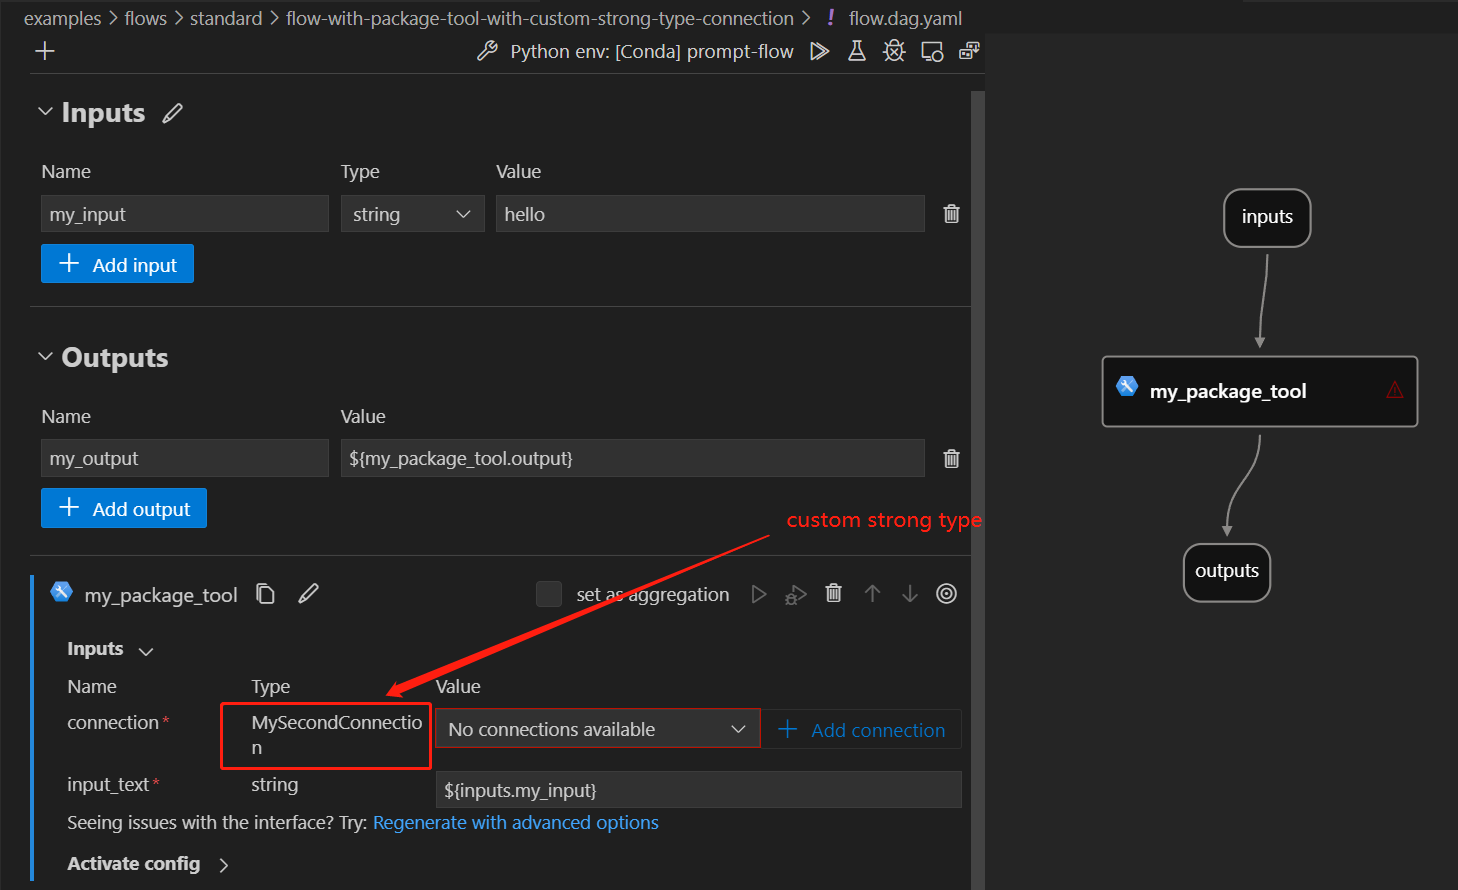 examples > flows > standard > flow-with-package-tool-with-custom-strong-type-connection > ! flow.dag.yaml
Python env: [Conda] prompt-flow
Inputs
Name Type Value
my_input string hello
Add input
Outputs
Name Value
my_output ${my_package_tool.output}
Add output
custom strong type
my_package_tool set as aggregation
Inputs
Name Type Value
connection* MySecondConnectio
n
No connections available Add connection
input_text* string ${inputs.my_input}
Seeing issues with the interface? Try: Regenerate with advanced options
Activate config
inputs
my_package_tool
outputs